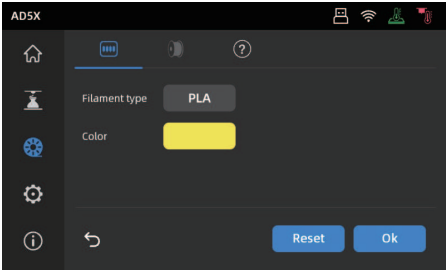 AD5X
?
Filament type
PLA
Color
Reset
Ok